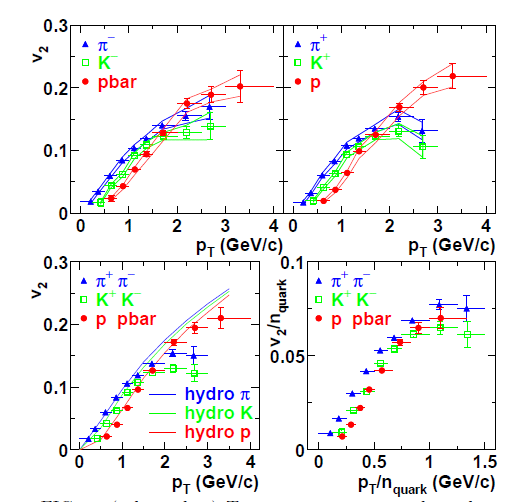 0.3
v2
π−
K−
pbar
0.2
0.1
0
0 1 2 3 4
pT (GeV/c)
π+
K+
p
0 1 2 3 4
pT (GeV/c)
0.3
v2
π+ π−
K+ K−
p pbar
0.2
0.1
0
hydro π
hydro K
hydro p
0 1 2 3 4
pT (GeV/c)
0.1
v2/nquark
π+ π−
K+ K−
p pbar
0.05
0
0 0.5 1 1.5
pT/nquark (GeV/c)